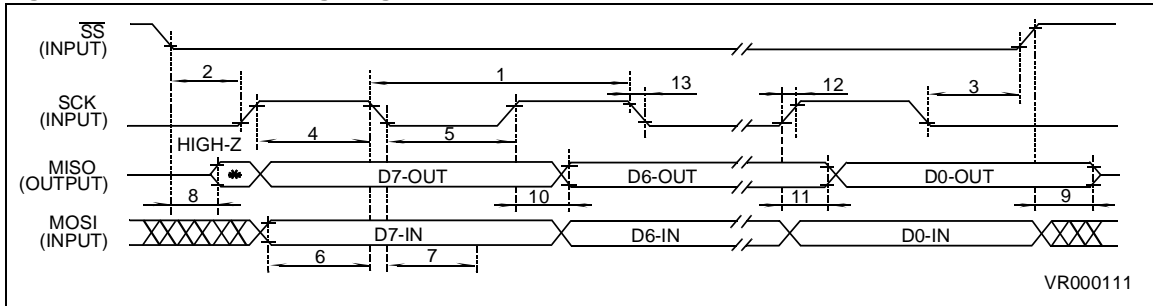 SS
(INPUT)
2
1
13
12
3
SCK
(INPUT)
4
5
HIGH-Z
MISO
(OUTPUT)
D7-OUT
D6-OUT
D0-OUT
8
10
11
9
MOSI
(INPUT)
D7-IN
D6-IN
D0-IN
6
7
VR000111